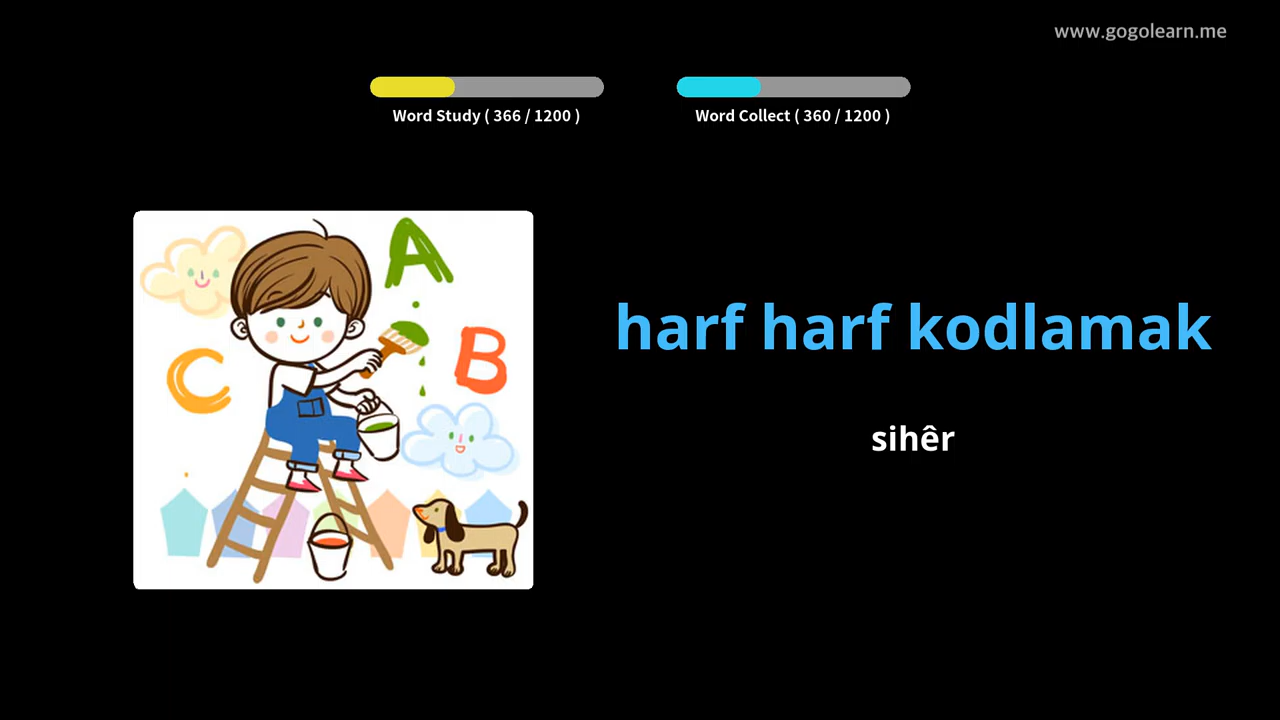 www.gogolearn.me
Word Study ( 366 / 1200 )
Word Collect ( 360 / 1200 )
A
B
C
harf harf kodlamak
sihêr